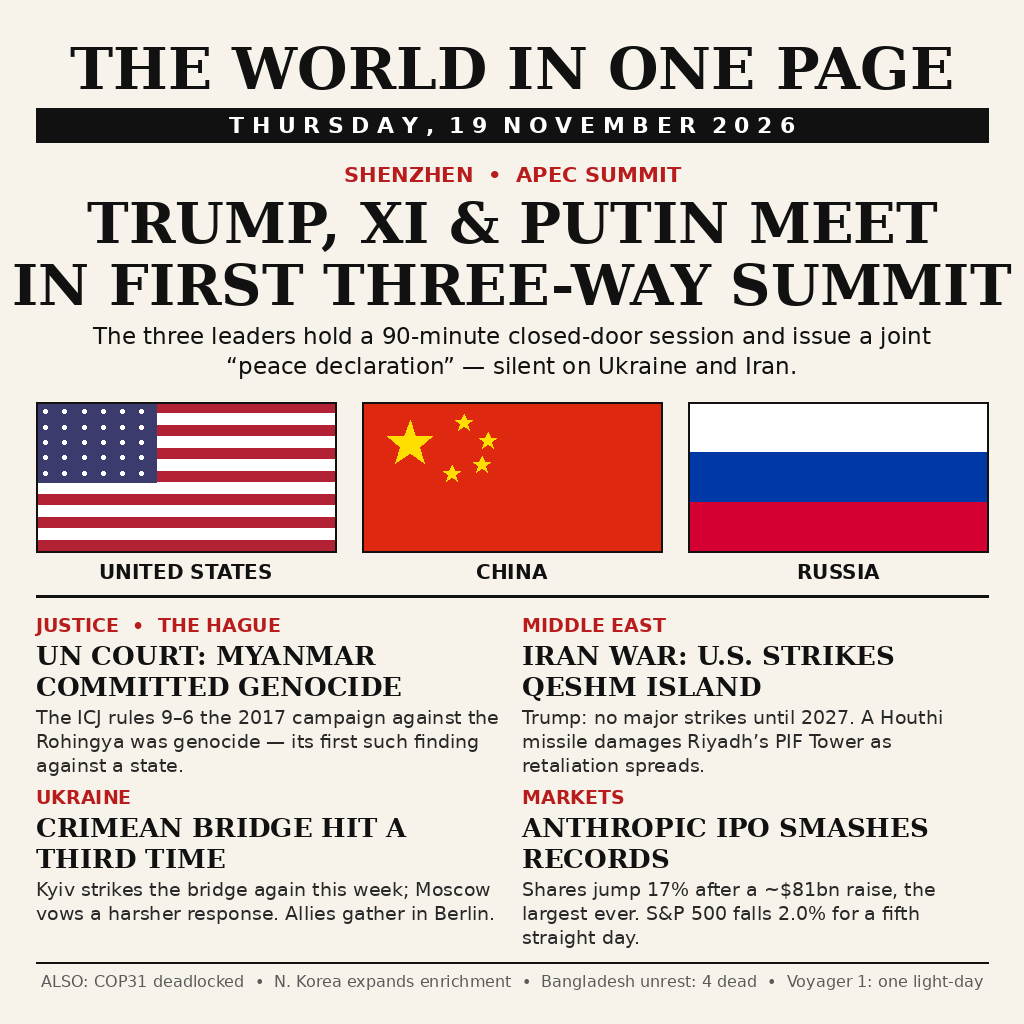 THE WORLD IN ONE PAGE
THURSDAY, 19 NOVEMBER 2026
SHENZHEN • APEC SUMMIT
TRUMP, XI & PUTIN MEET
IN FIRST THREE-WAY SUMMIT
The three leaders hold a 90-minute closed-door session and issue a joint
“peace declaration” — silent on Ukraine and Iran.
UNITED STATES
CHINA
RUSSIA
JUSTICE • THE HAGUE
UN COURT: MYANMAR
COMMITTED GENOCIDE
The ICJ rules 9–6 the 2017 campaign against the
Rohingya was genocide — its first such finding
against a state.
MIDDLE EAST
IRAN WAR: U.S. STRIKES
QESHM ISLAND
Trump: no major strikes until 2027. A Houthi
missile damages Riyadh’s PIF Tower as
retaliation spreads.
UKRAINE
CRIMEAN BRIDGE HIT A
THIRD TIME
Kyiv strikes the bridge again this week; Moscow
vows a harsher response. Allies gather in Berlin.
MARKETS
ANTHROPIC IPO SMASHES
RECORDS
Shares jump 17% after a ~$81bn raise, the
largest ever. S&P 500 falls 2.0% for a fifth
straight day.
ALSO: COP31 deadlocked • N. Korea expands enrichment • Bangladesh unrest: 4 dead • Voyager 1: one light-day